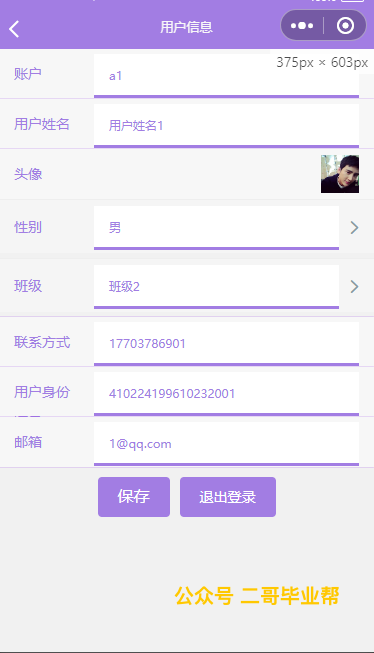 用户信息
375px × 603px
账户
a1
用户姓名
用户姓名1
头像
性别
男
班级
班级2
联系方式
17703786901
用户身份
410224199610232001
邮箱
1@qq.com
保存
退出登录
公众号 二哥毕业帮